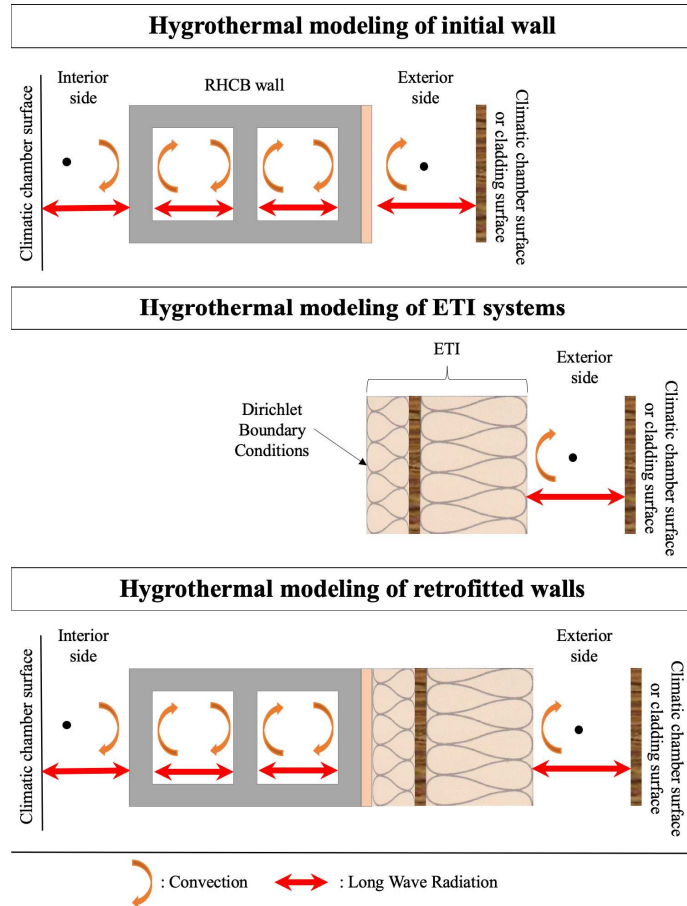 Hygrothermal modeling of initial wall
Climatic chamber surface
Interior
side
RHCB wall
Exterior
side
Climatic chamber surface
or cladding surface
Hygrothermal modeling of ETI systems
ETI
Exterior
side
Dirichlet
Boundary
Conditions
Climatic chamber surface
or cladding surface
Hygrothermal modeling of retrofitted walls
Climatic chamber surface
Interior
side
Exterior
side
Climatic chamber surface
or cladding surface
: Convection
: Long Wave Radiation